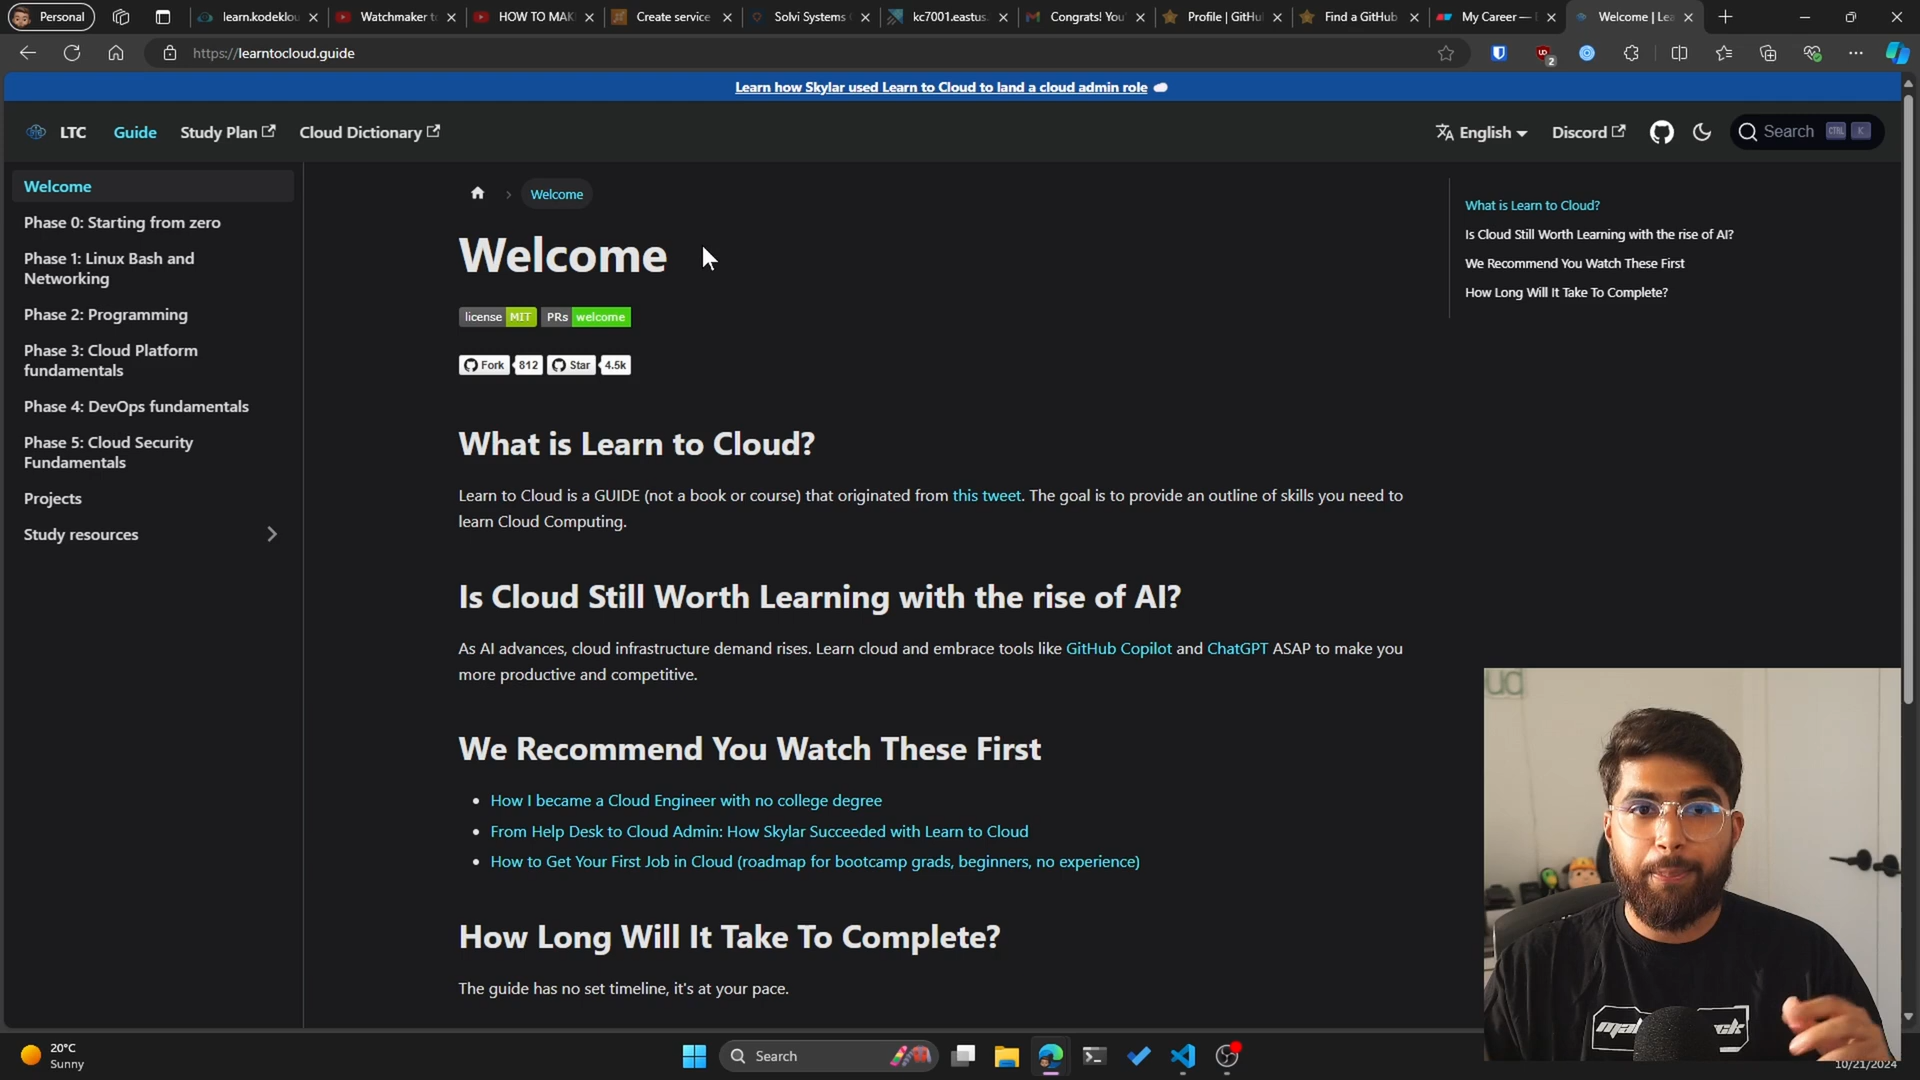 Personal
learn.kodeklou
Watchmaker t
HOW TO MAK
Create service
Solvi Systems
kc7001.eastus.
Congrats! You
Profile | GitHu
Find a GitHub
My Career —
Welcome | Lea
https://learntocloud.guide
2
Learn how Skylar used Learn to Cloud to land a cloud admin role
LTC
Guide
Study Plan
Cloud Dictionary
English
Discord
Search
CTRL
K
Welcome
Phase 0: Starting from zero
Phase 1: Linux Bash and
Networking
Phase 2: Programming
Phase 3: Cloud Platform
fundamentals
Phase 4: DevOps fundamentals
Phase 5: Cloud Security
Fundamentals
Projects
Study resources
Welcome
Welcome
license MIT PRs welcome
Fork 812 Star 4.5k
What is Learn to Cloud?
Learn to Cloud is a GUIDE (not a book or course) that originated from this tweet. The goal is to provide an outline of skills you need to
learn Cloud Computing.
Is Cloud Still Worth Learning with the rise of AI?
As AI advances, cloud infrastructure demand rises. Learn cloud and embrace tools like GitHub Copilot and ChatGPT ASAP to make you
more productive and competitive.
We Recommend You Watch These First
How I became a Cloud Engineer with no college degree
From Help Desk to Cloud Admin: How Skylar Succeeded with Learn to Cloud
How to Get Your First Job in Cloud (roadmap for bootcamp grads, beginners, no experience)
How Long Will It Take To Complete?
The guide has no set timeline, it's at your pace.
What is Learn to Cloud?
Is Cloud Still Worth Learning with the rise of AI?
We Recommend You Watch These First
How Long Will It Take To Complete?
20°C
Sunny
Search
10/21/2024